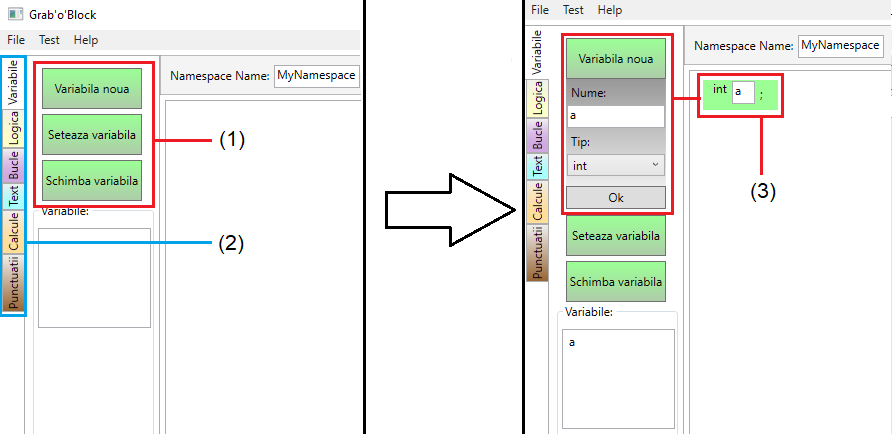 Grab'o'Block
File Test Help
Variabile
Logica
Bucle
Text
Calcule
Punctuatii
Variabila noua
Seteaza variabila
Schimba variabila
Variabile:
Namespace Name: MyNamespace
(1)
(2)
File Test Help
Variabile
Logica
Bucle
Text
Calcule
Punctuatii
Variabila noua
Nume:
a
Tip:
int
Ok
Seteaza variabila
Schimba variabila
Variabile:
a
Namespace Name: MyNamespace
int a ;
(3)